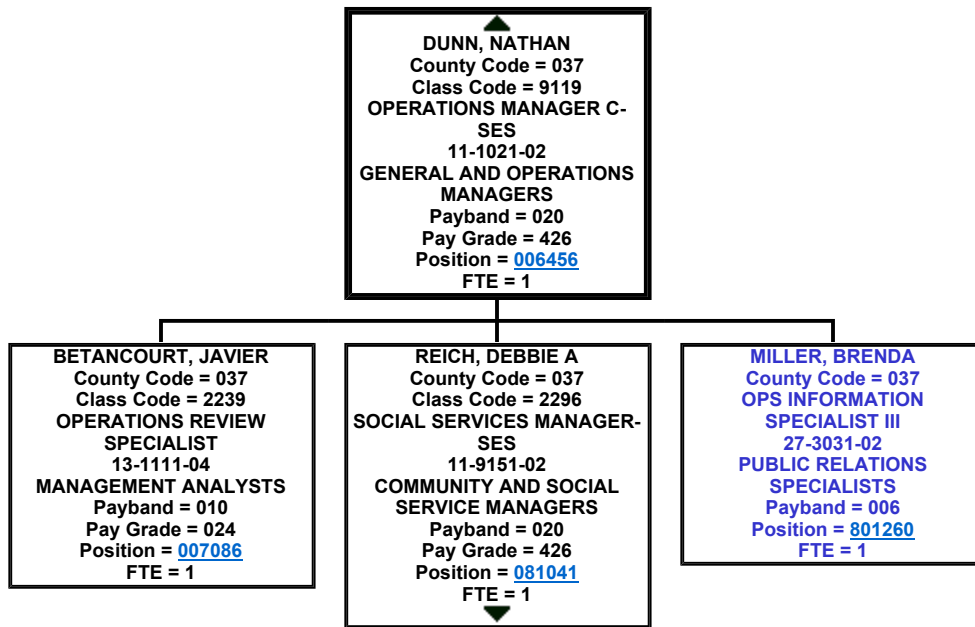 DUNN, NATHAN
County Code = 037
Class Code = 9119
OPERATIONS MANAGER C-
SES
11-1021-02
GENERAL AND OPERATIONS
MANAGERS
Payband = 020
Pay Grade = 426
Position = 006456
FTE = 1
BETANCOURT, JAVIER
County Code = 037
Class Code = 2239
OPERATIONS REVIEW
SPECIALIST
13-1111-04
MANAGEMENT ANALYSTS
Payband = 010
Pay Grade = 024
Position = 007086
FTE = 1
REICH, DEBBIE A
County Code = 037
Class Code = 2296
SOCIAL SERVICES MANAGER-
SES
11-9151-02
COMMUNITY AND SOCIAL
SERVICE MANAGERS
Payband = 020
Pay Grade = 426
Position = 081041
FTE = 1
MILLER, BRENDA
County Code = 037
OPS INFORMATION
SPECIALIST III
27-3031-02
PUBLIC RELATIONS
SPECIALISTS
Payband = 006
Position = 801260
FTE = 1